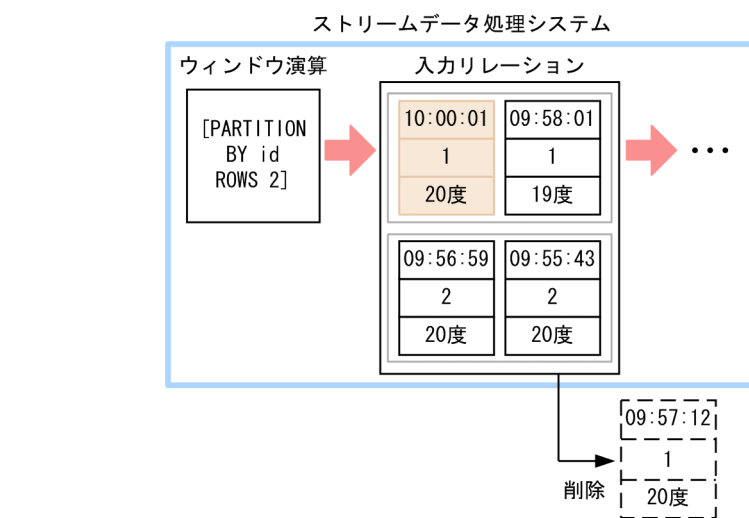 ストリームデータ処理システム
ウィンドウ演算
入力リレーション
[PARTITION
BY id
ROWS 2]
10:00:01
09:58:01
1
1
20度
19度
...
09:56:59
09:55:43
2
2
20度
20度
09:57:12
1
20度
削除